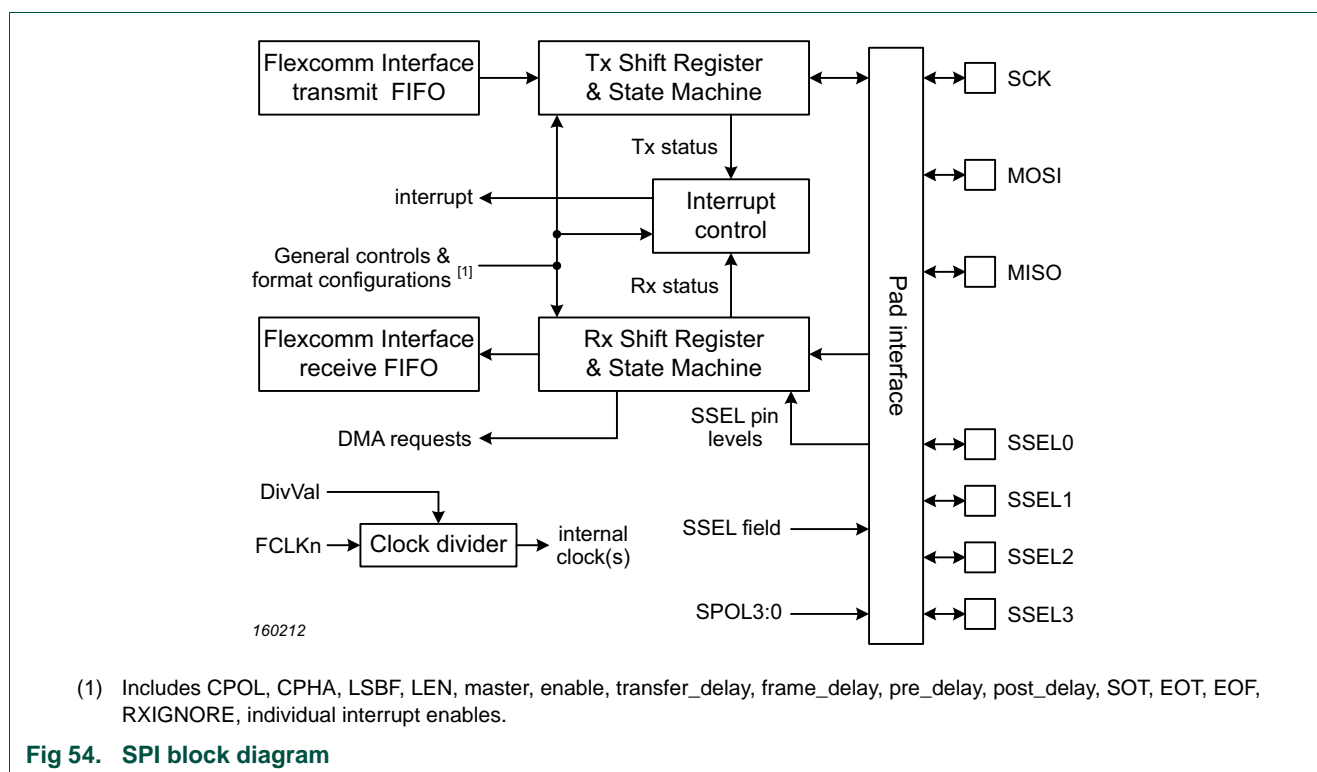 Flexcomm Interface
transmit FIFO
Tx Shift Register
& State Machine
SCK
Tx status
MOSI
interrupt
Interrupt
control
General controls &
format configurations [1]
Rx status
MISO
Pad interface
Flexcomm Interface
receive FIFO
Rx Shift Register
& State Machine
SSEL pin
levels
DMA requests
SSEL0
DivVal
SSEL1
SSEL field
FCLKn
Clock divider
internal
clock(s)
SSEL2
SPOL3:0
SSEL3
160212
(1) Includes CPOL, CPHA, LSBF, LEN, master, enable, transfer_delay, frame_delay, pre_delay, post_delay, SOT, EOT, EOF,
RXIGNORE, individual interrupt enables.
Fig 54. SPI block diagram